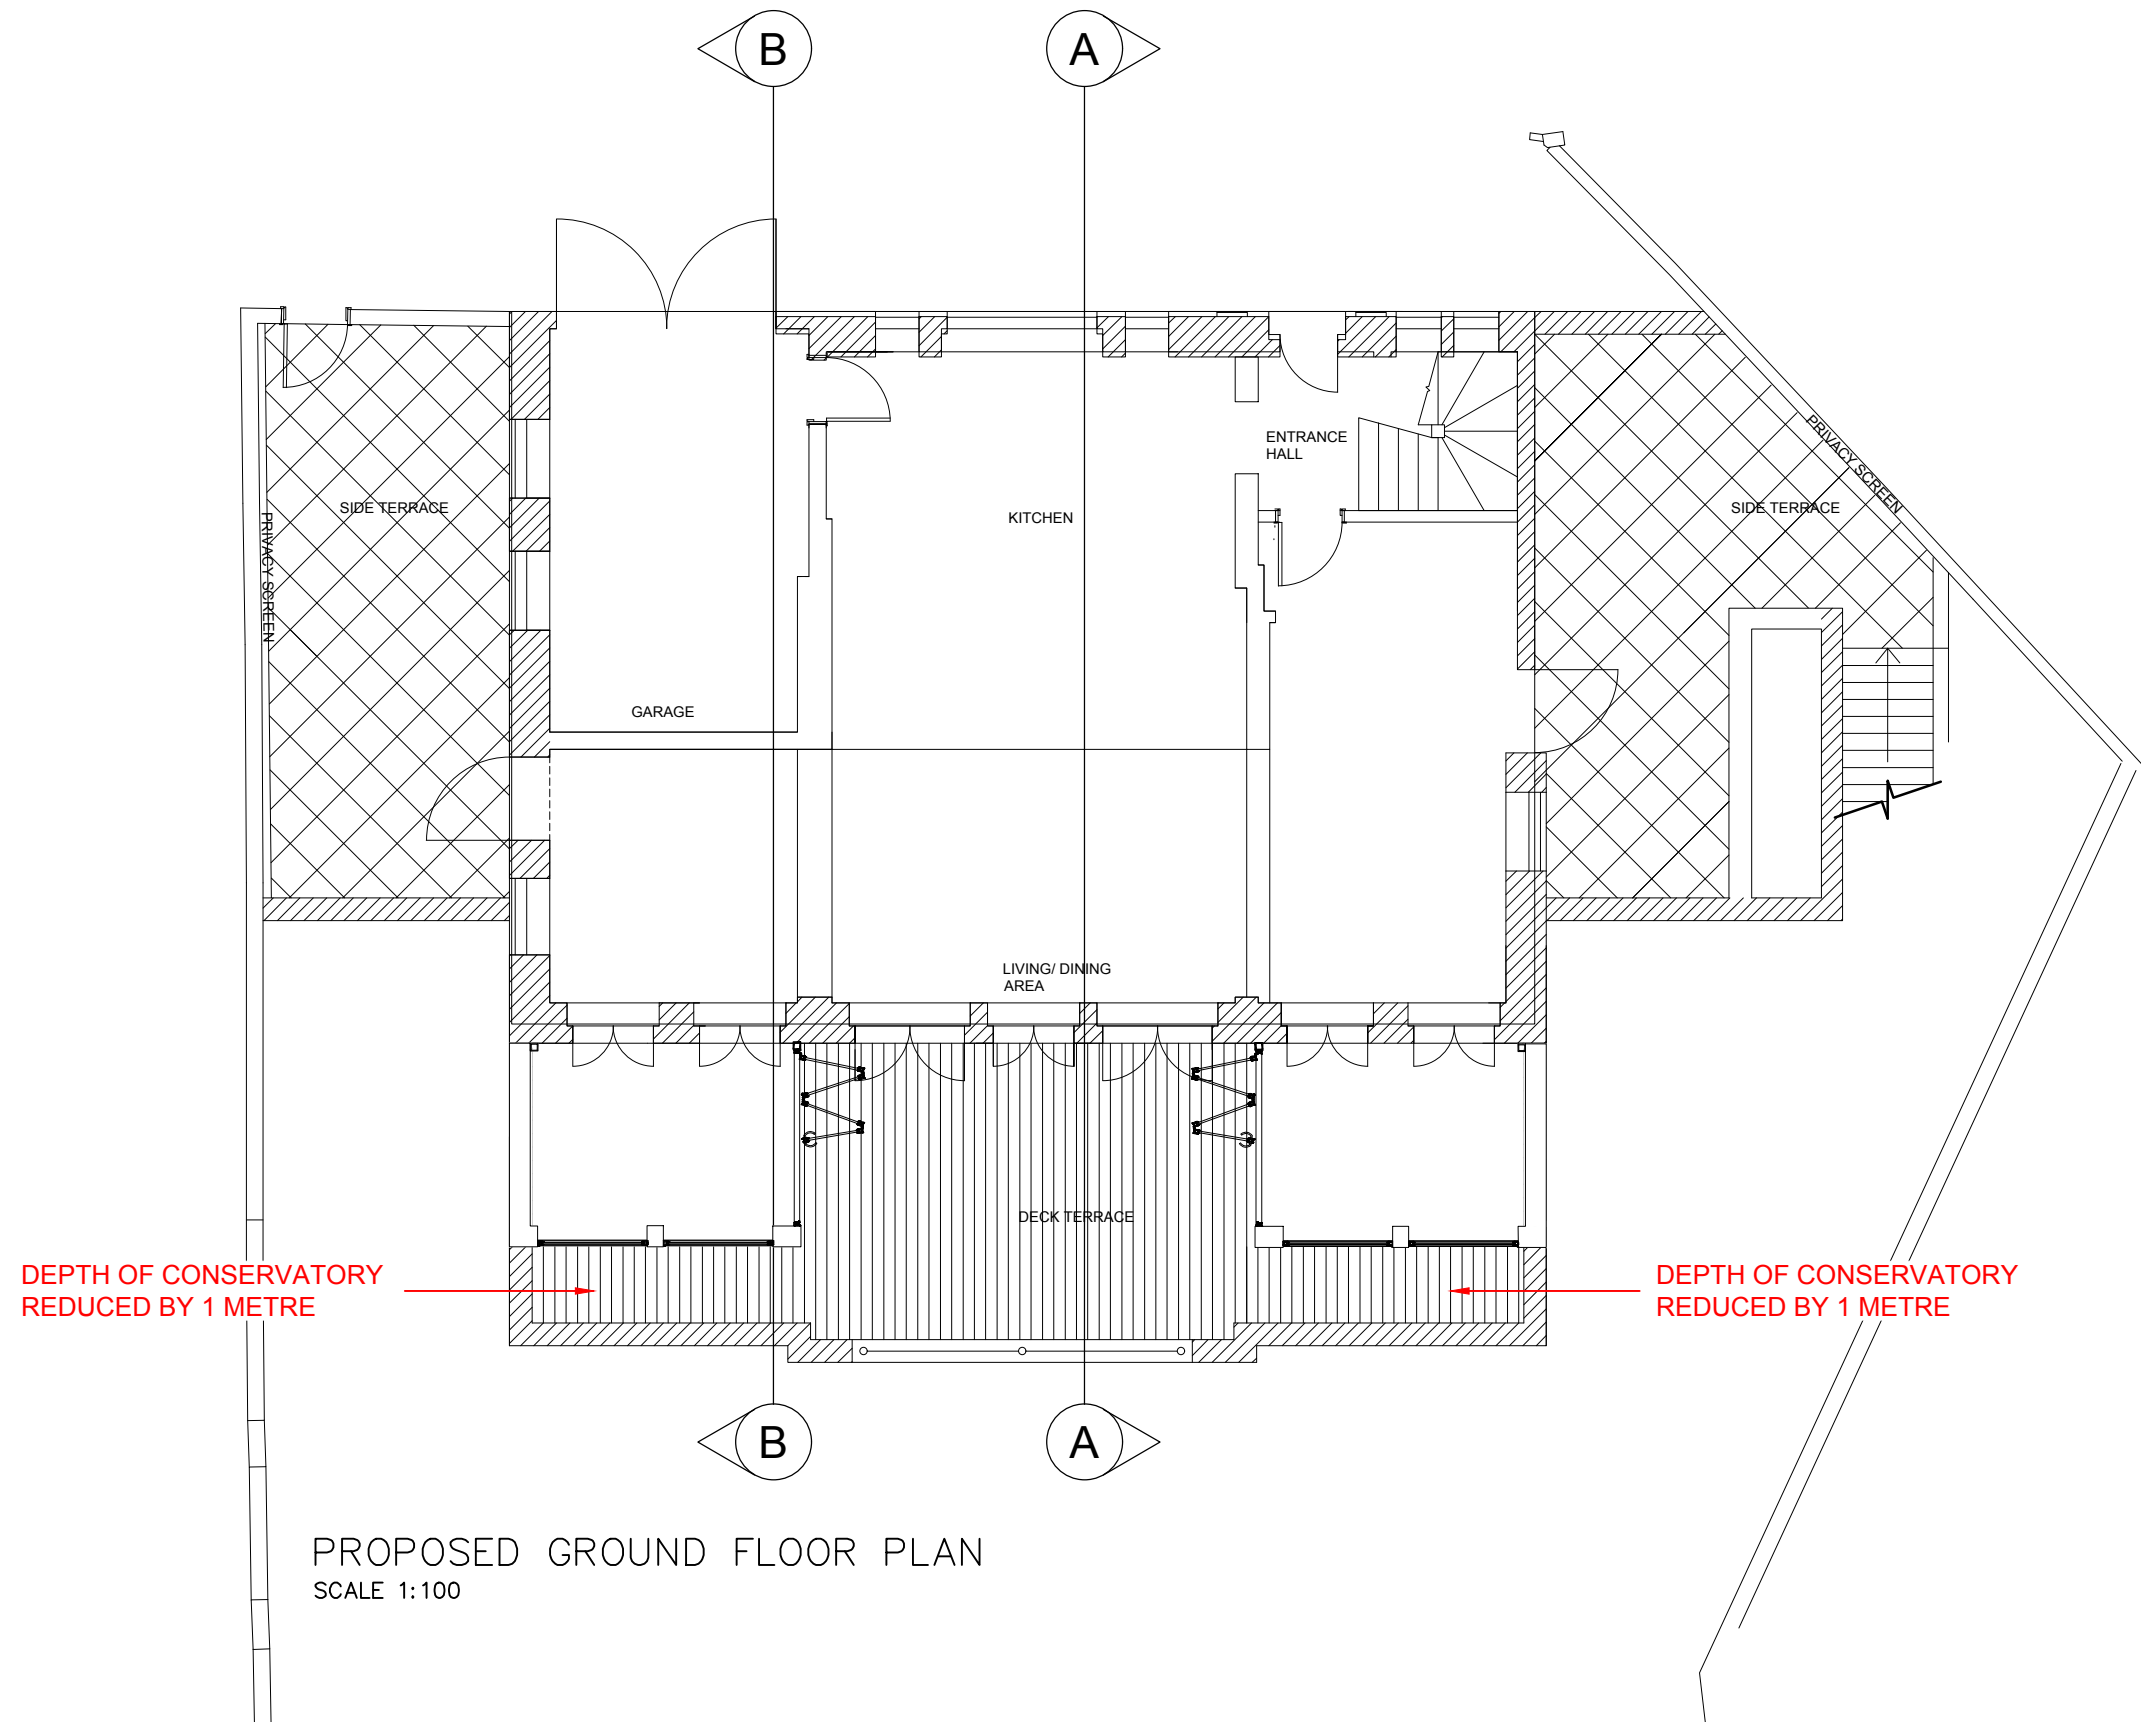 B
A
PRIVACY SCREEN
ENTRANCE
HALL
SIDE TERRACE
KITCHEN
SIDE TERRACE
PRIVACY SCREEN
GARAGE
LIVING/ DINING
AREA
DECK TERRACE
DEPTH OF CONSERVATORY
REDUCED BY 1 METRE
DEPTH OF CONSERVATORY
REDUCED BY 1 METRE
B
A
PROPOSED GROUND FLOOR PLAN
SCALE 1:100